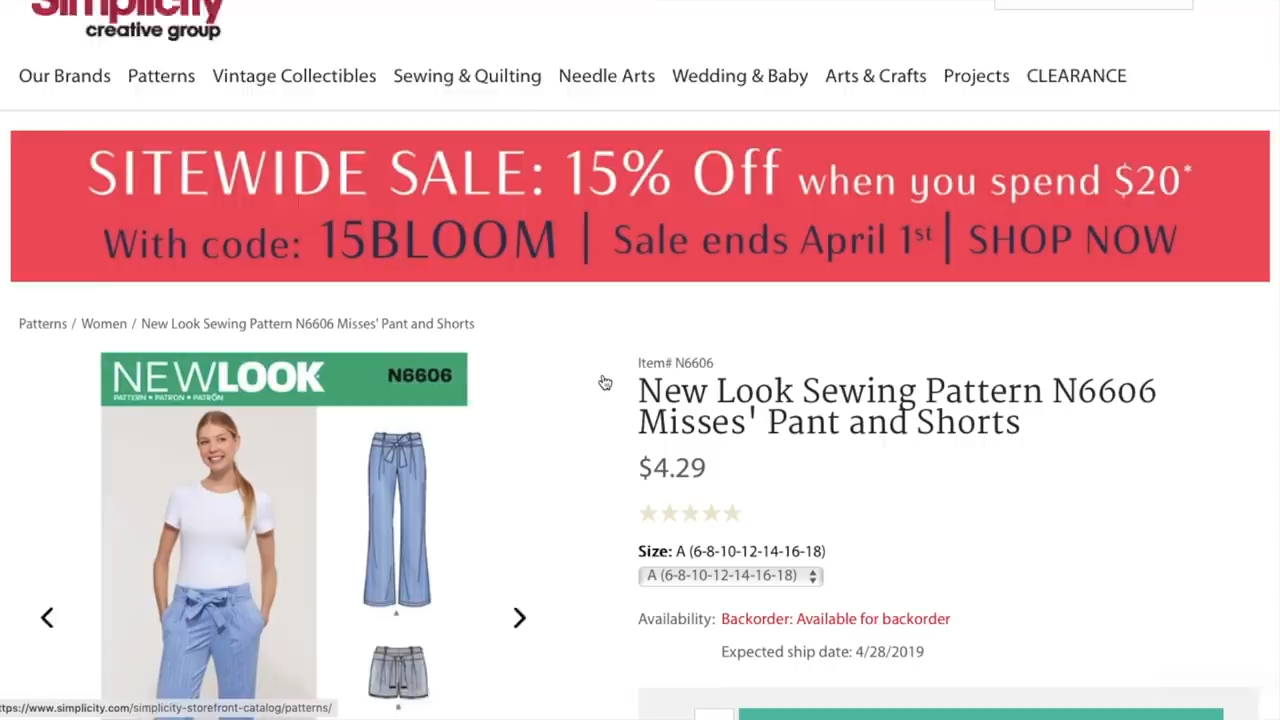 Simplicity
creative group
Our Brands Patterns Vintage Collectibles Sewing & Quilting Needle Arts Wedding & Baby Arts & Crafts Projects CLEARANCE
SITEWIDE SALE: 15% Off when you spend $20*
With code: 15BLOOM | Sale ends April 1st | SHOP NOW
Patterns / Women / New Look Sewing Pattern N6606 Misses' Pant and Shorts
NEWLOOK N6606
PATTERN • PATRON • PATRÓN
Item# N6606
New Look Sewing Pattern N6606
Misses' Pant and Shorts
$4.29
Size: A (6-8-10-12-14-16-18)
A (6-8-10-12-14-16-18)
Availability: Backorder: Available for backorder
Expected ship date: 4/28/2019
A
B
ttps://www.simplicity.com/simplicity-storefront-catalog/patterns/